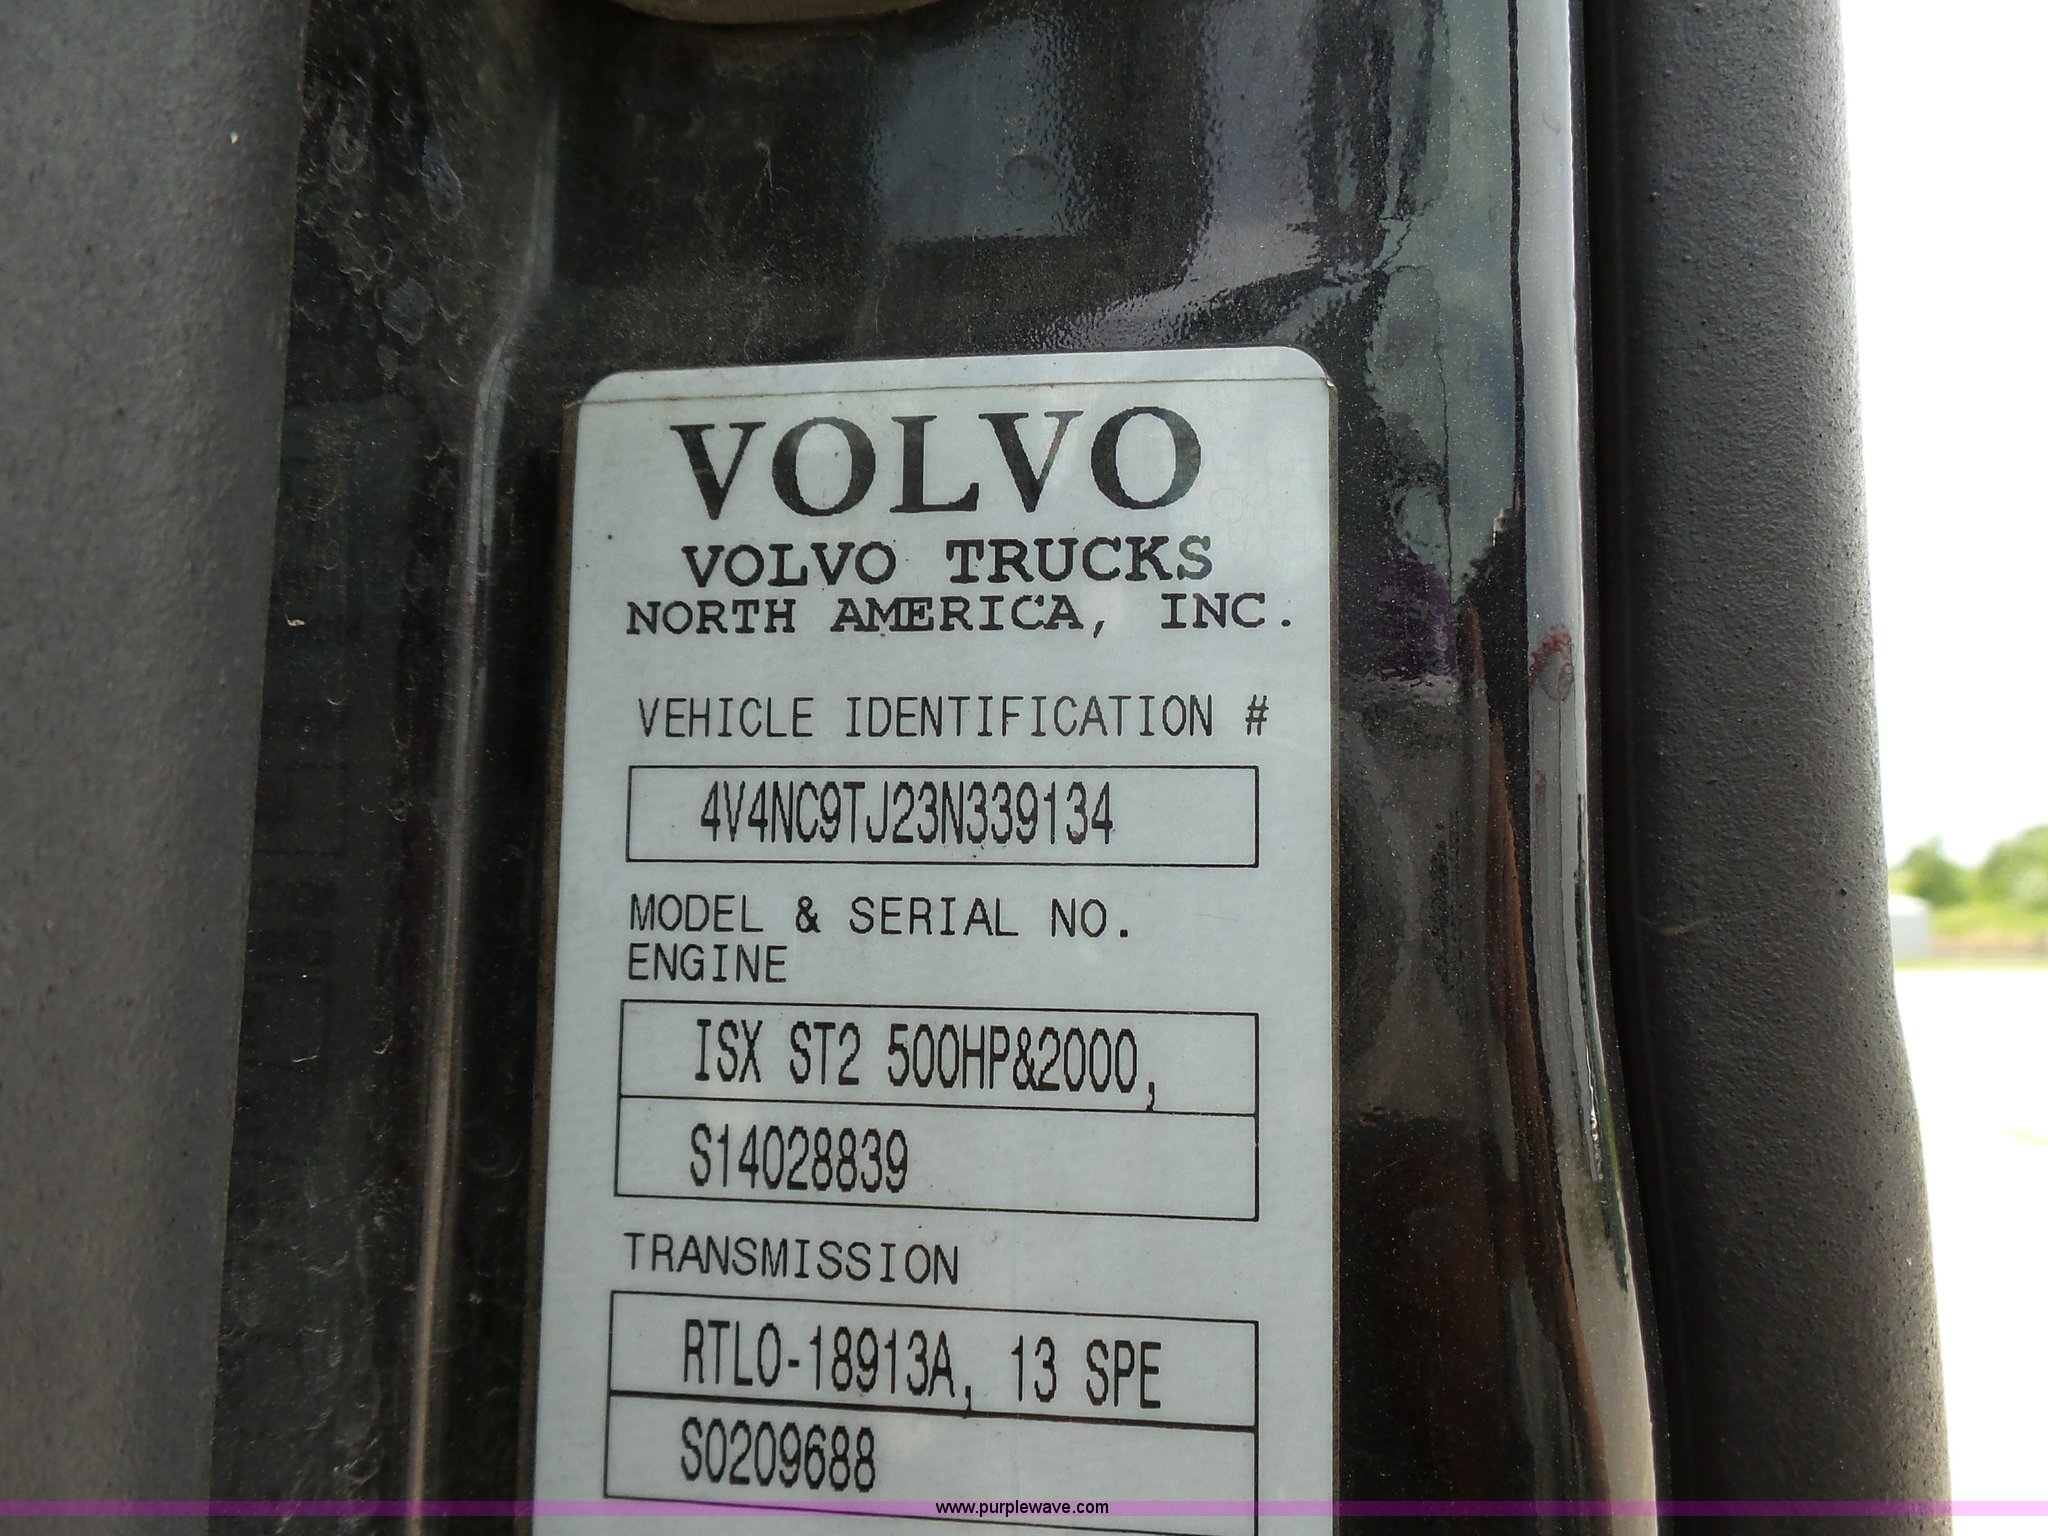 VOLVO
VOLVO TRUCKS
NORTH AMERICA, INC.
VEHICLE IDENTIFICATION #
4V4NC9TJ23N339134
MODEL & SERIAL NO.
ENGINE
ISX ST2 500HP&2000,
S14028839
TRANSMISSION
RTLO-18913A, 13 SPE
S0209688
www.purplewave.com